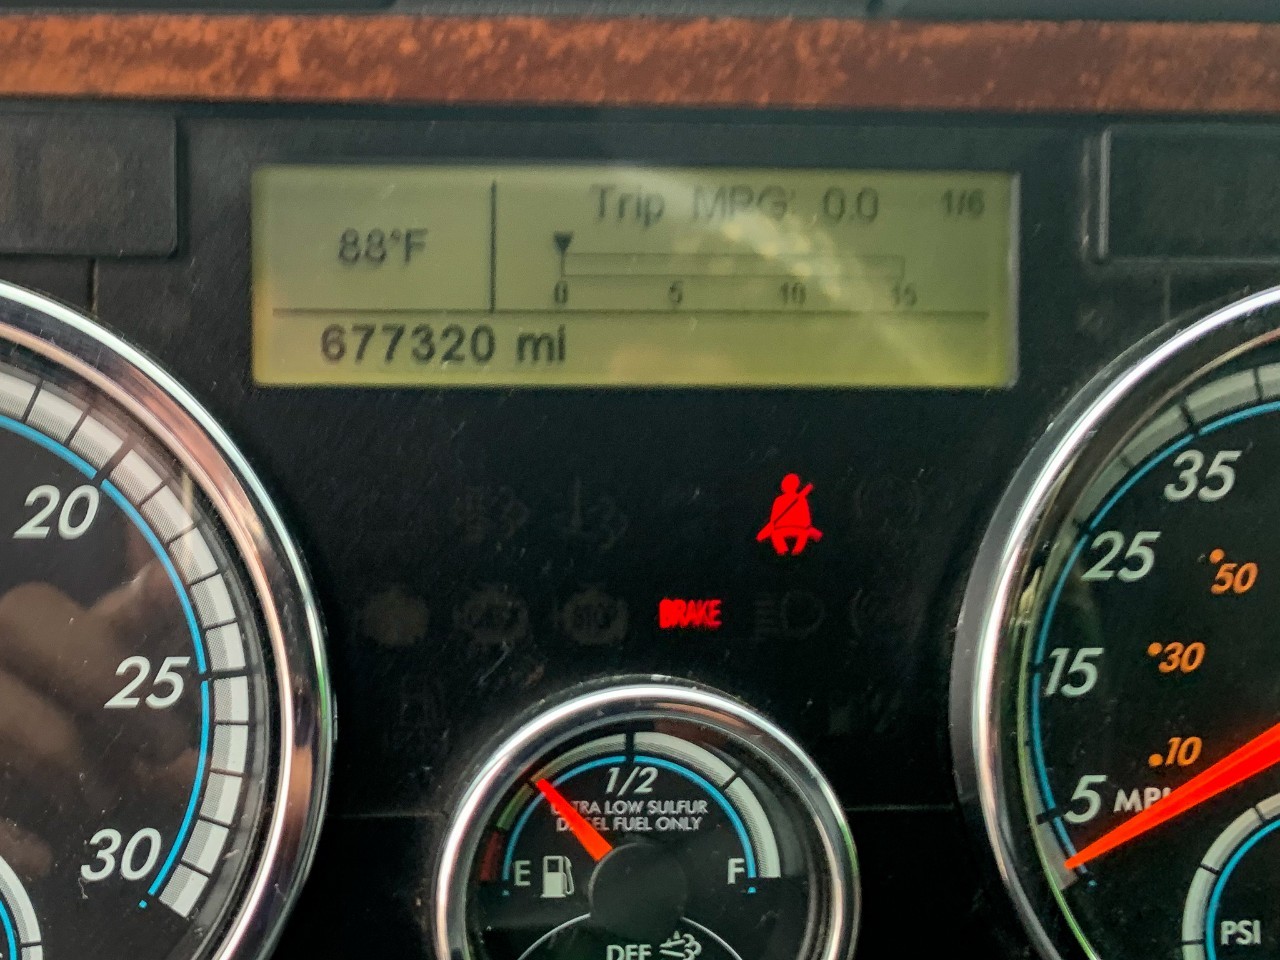 Trip MPG: 0.0 1/6
88°F
0 5 10 15
677320 mi
20
25
30
BRAKE
STOP
1/2
ULTRA LOW SULFUR
DIESEL FUEL ONLY
E F
DEF
35
25
50
15
30
10
5 MPH
PSI